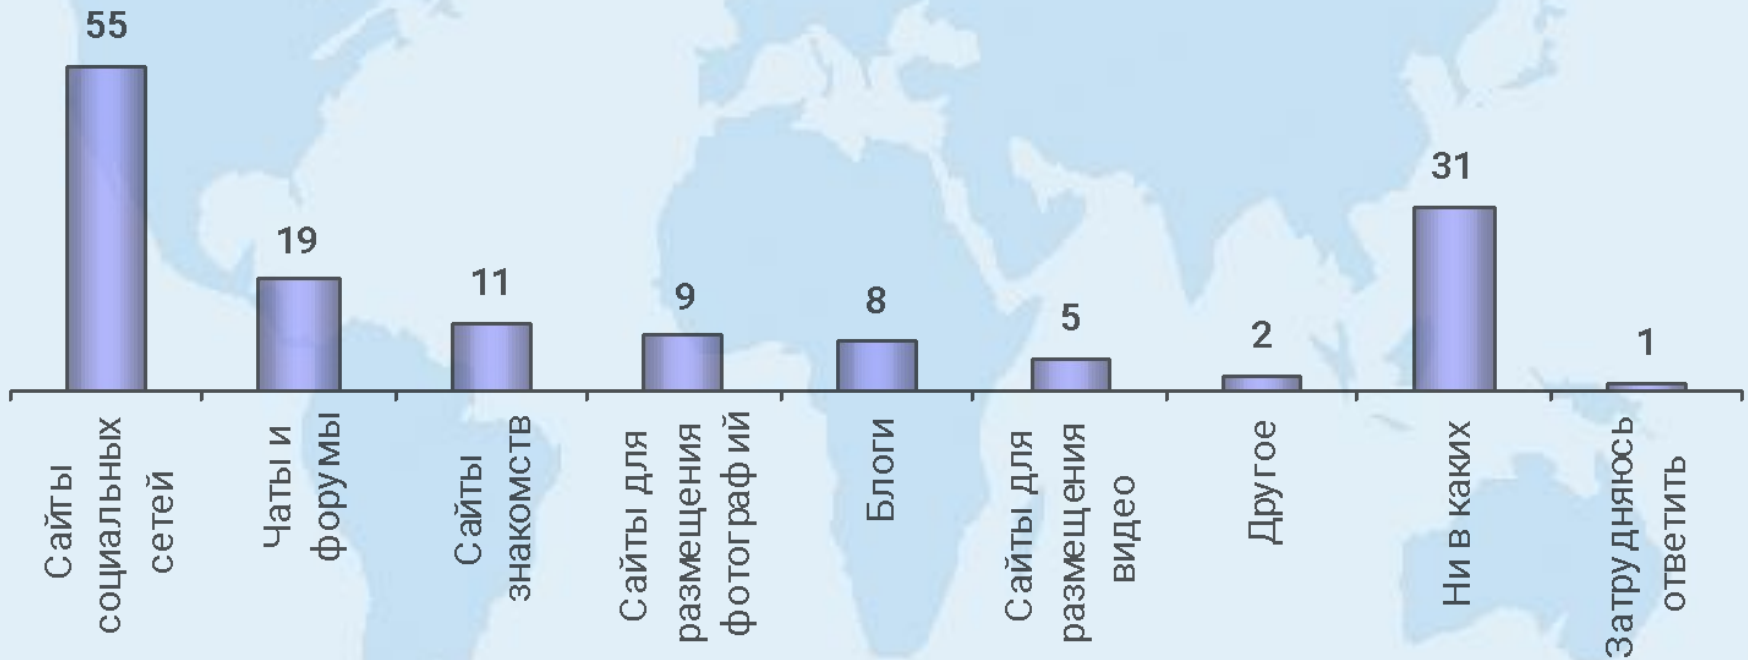 55
19
11
9
8
5
2
31
1
Сайты
социальных
сетей
Чаты и
форумы
Сайты
знакомств
Сайты для
размещения
фотографий
Блоги
Сайты для
размещения
видео
Другое
Ни в каких
Затрудняюсь
ответить